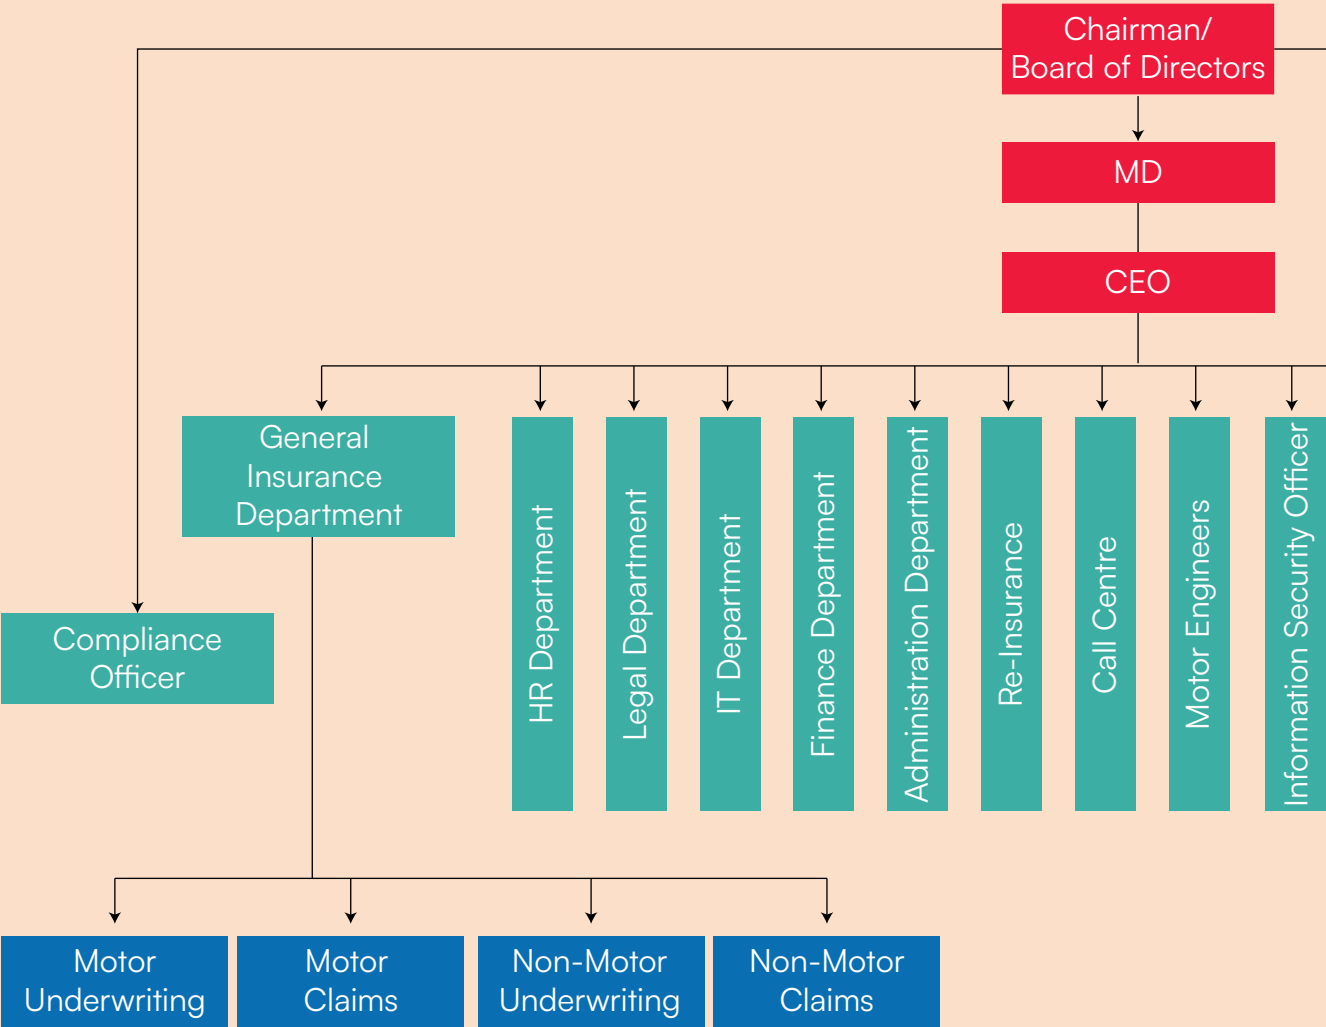 Chairman/
Board of Directors
MD
CEO
General
Insurance
Department
HR Department
Legal Department
IT Department
Finance Department
Administration Department
Re-Insurance
Call Centre
Motor Engineers
Information Security Officer
Compliance
Officer
Motor
Underwriting
Motor
Claims
Non-Motor
Underwriting
Non-Motor
Claims